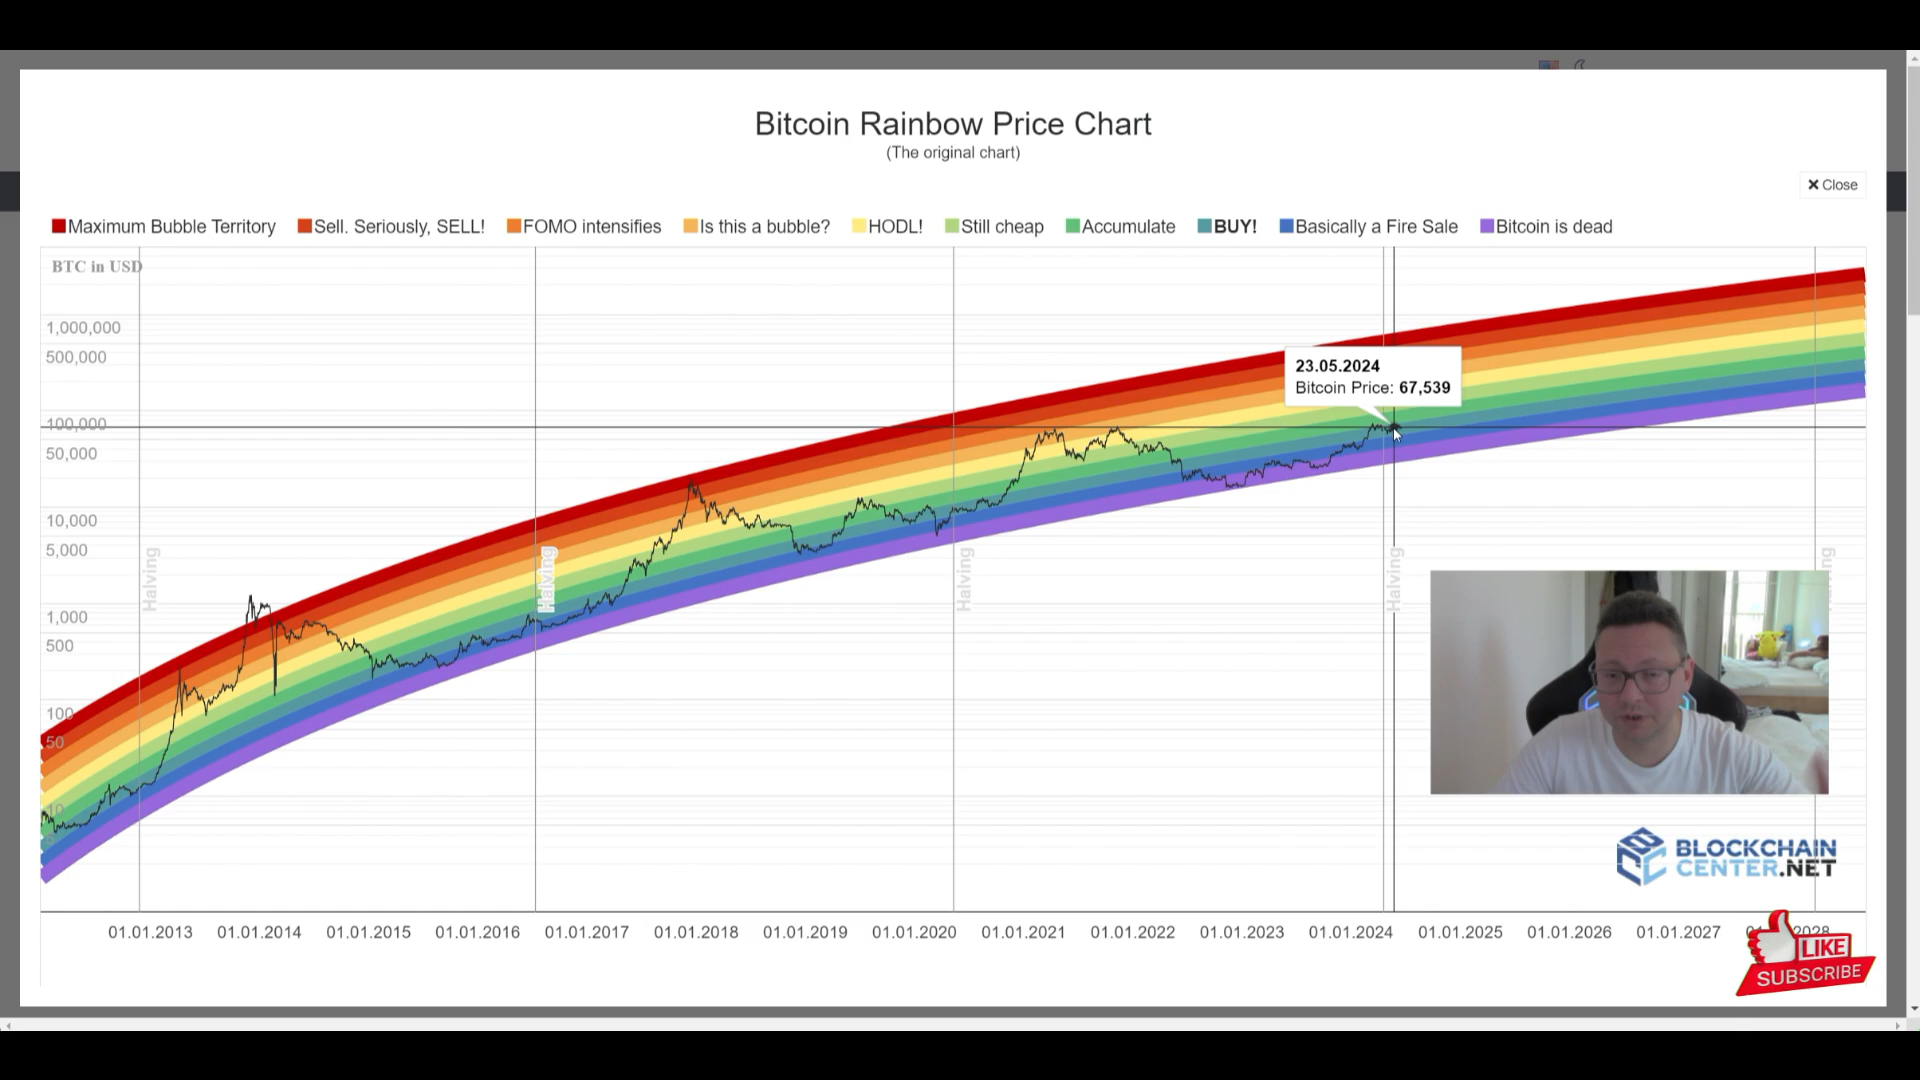 Bitcoin Rainbow Price Chart
(The original chart)
Close
Maximum Bubble Territory Sell. Seriously, SELL! FOMO intensifies Is this a bubble? HODL! Still cheap Accumulate BUY! Basically a Fire Sale Bitcoin is dead
BTC in USD
1,000,000
500,000
100,000
50,000
10,000
5,000
1,000
500
100
50
10
23.05.2024
Bitcoin Price: 67,539
Halving
Halving
Halving
Halving
BLOCKCHAIN
CENTER.NET
01.01.2013 01.01.2014 01.01.2015 01.01.2016 01.01.2017 01.01.2018 01.01.2019 01.01.2020 01.01.2021 01.01.2022 01.01.2023 01.01.2024 01.01.2025 01.01.2026 01.01.2027
LIKE
SUBSCRIBE